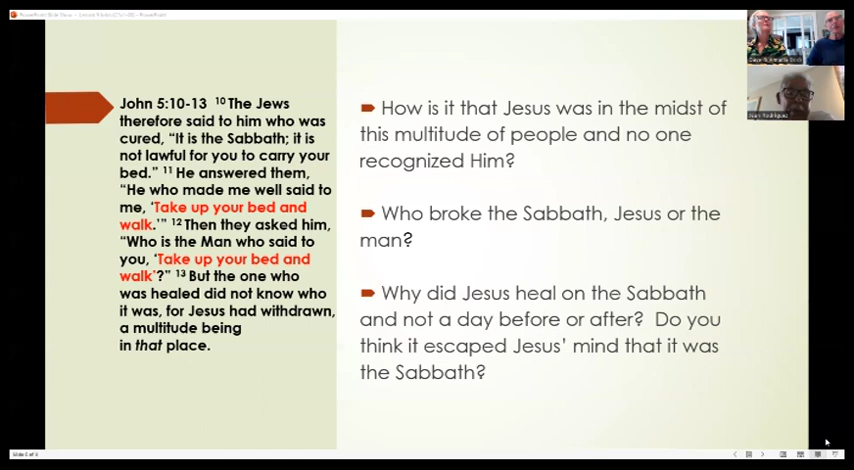 John 5:10-13 10 The Jews
therefore said to him who was
cured, “It is the Sabbath; it is
not lawful for you to carry your
bed.” 11 He answered them,
“He who made me well said to
me, ‘Take up your bed and
walk.’” 12 Then they asked him,
“Who is the Man who said to
you, ‘Take up your bed and
walk’?” 13 But the one who
was healed did not know who
it was, for Jesus had withdrawn,
a multitude being
in that place.
How is it that Jesus was in the midst of
this multitude of people and no one
recognized Him?
Who broke the Sabbath, Jesus or the
man?
Why did Jesus heal on the Sabbath
and not a day before or after? Do you
think it escaped Jesus’ mind that it was
the Sabbath?